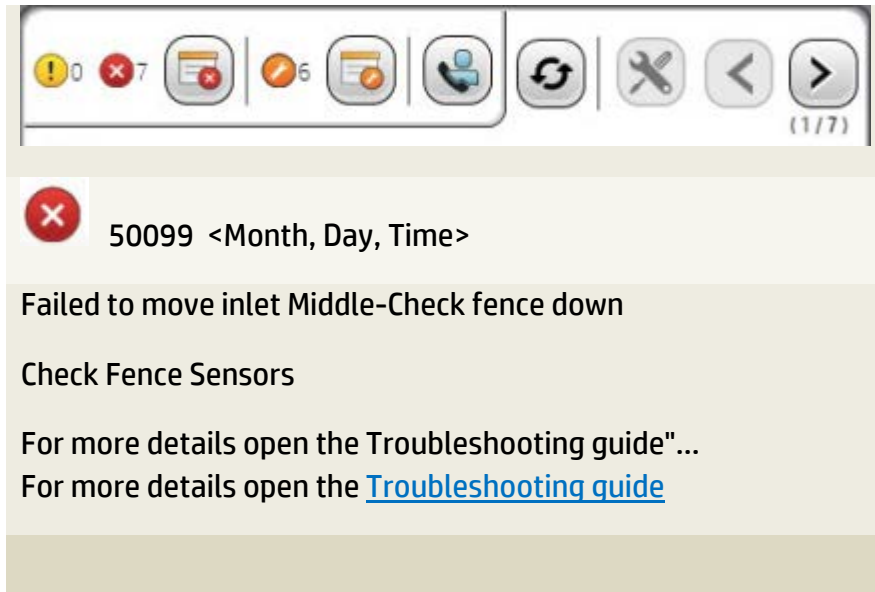 0 7 6
(1/7)
50099 <Month, Day, Time>
Failed to move inlet Middle-Check fence down
Check Fence Sensors
For more details open the Troubleshooting guide"...
For more details open the Troubleshooting guide